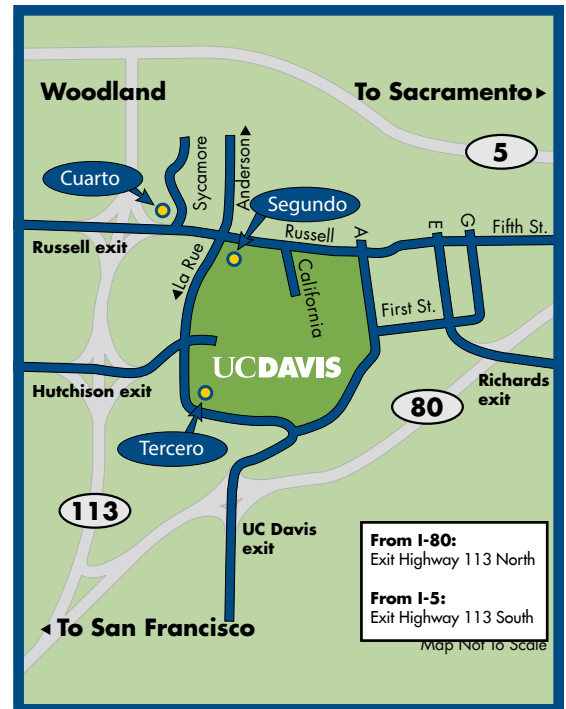 Woodland
To Sacramento
5
Sycamore
Anderson
Cuarto
Segundo
Russell
A
E
G
Fifth St.
Russell exit
La Rue
California
First St.
UCDAVIS
Hutchison exit
Richards
exit
80
Tercero
113
UC Davis
exit
From I-80:
Exit Highway 113 North
From I-5:
Exit Highway 113 South
To San Francisco
Map Not To Scale